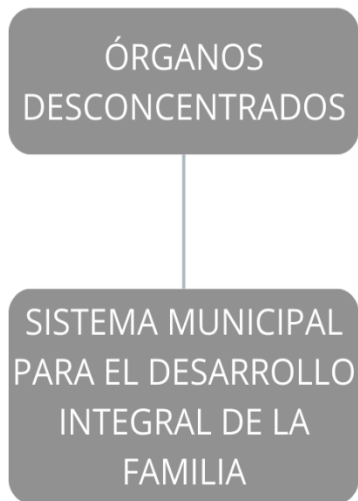 ÓRGANOS
DESCONCENTRADOS
SISTEMA MUNICIPAL
PARA EL DESARROLLO
INTEGRAL DE LA
FAMILIA